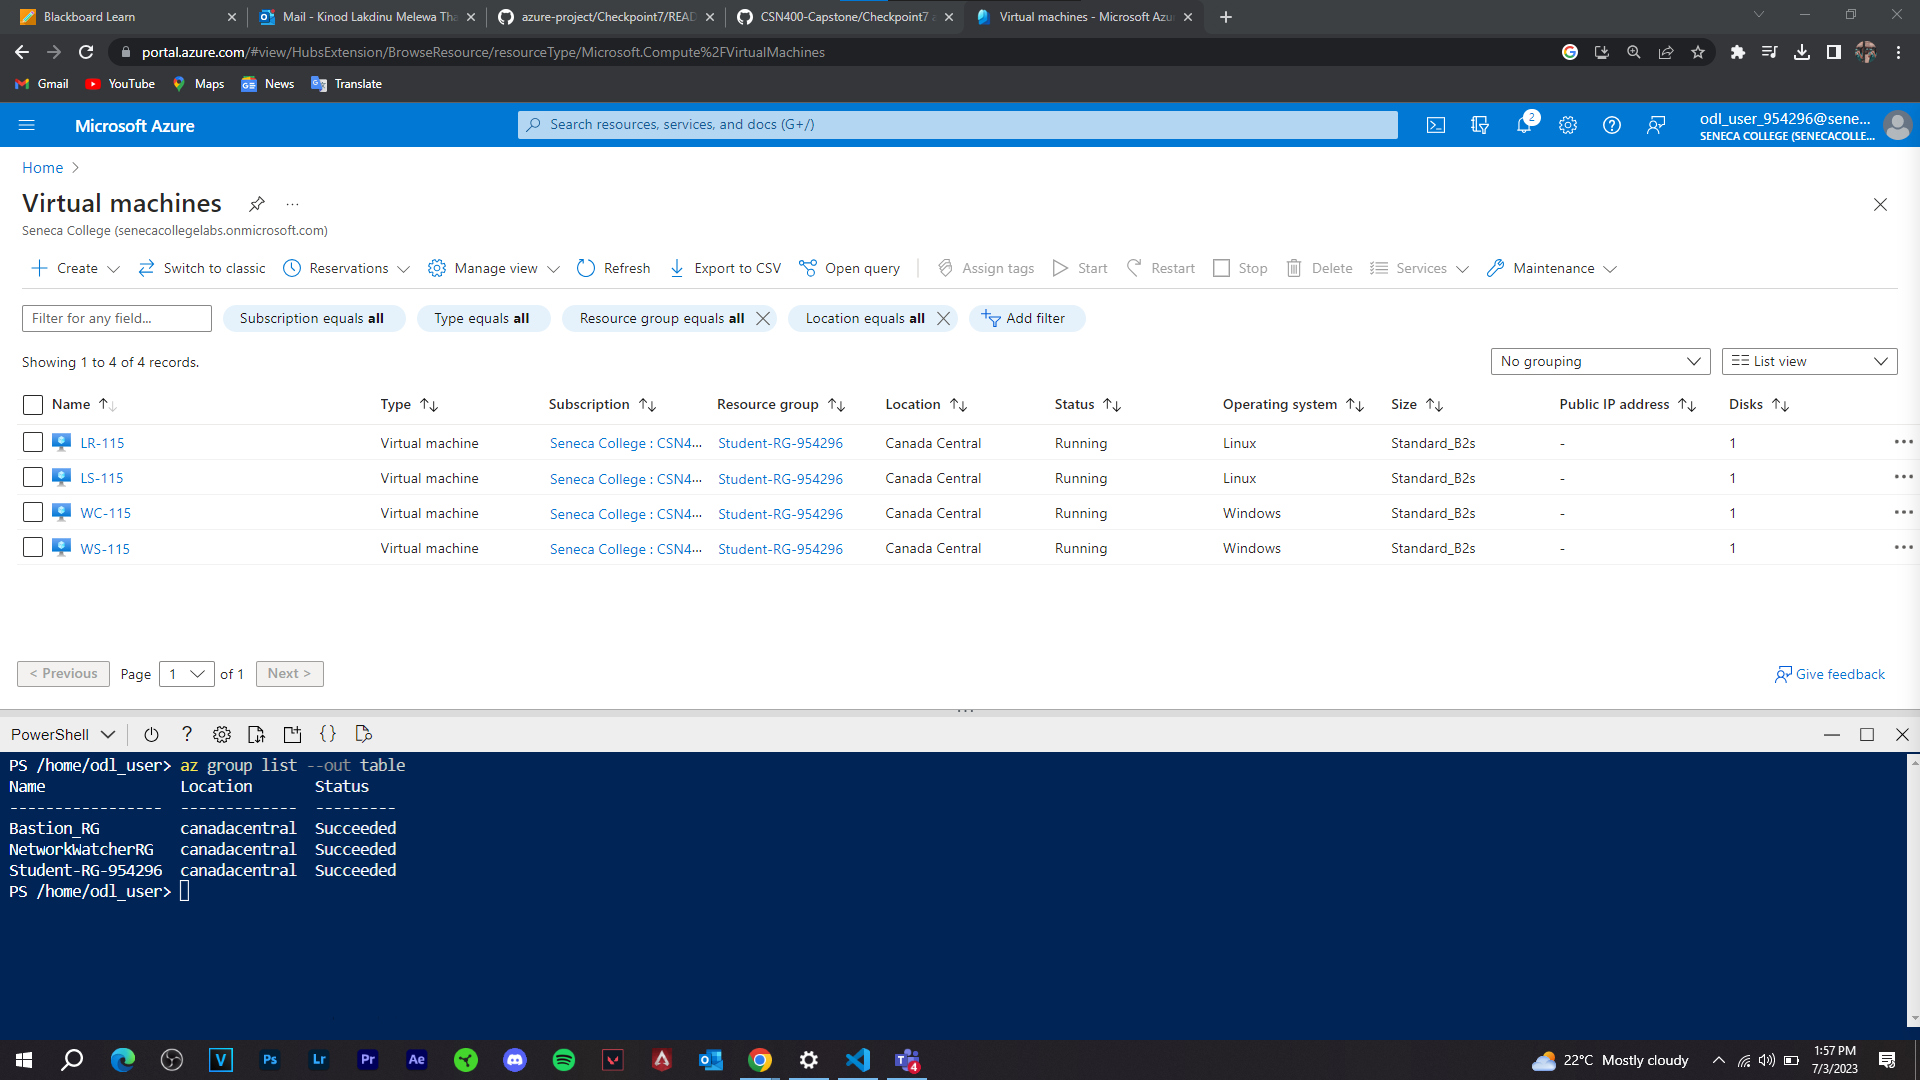 Blackboard Learn
Mail - Kinod Lakdinu Melewa Tha
azure-project/Checkpoint7/READ
CSN400-Capstone/Checkpoint7 a
Virtual machines - Microsoft Azu
portal.azure.com/#view/HubsExtension/BrowseResource/resourceType/Microsoft.Compute%2FVirtualMachines
Gmail YouTube Maps News Translate
Microsoft Azure
Search resources, services, and docs (G+/)
2
odl_user_954296@sene...
SENECA COLLEGE (SENECACOLLE...
Home
Virtual machines
Seneca College (senecacollegelabs.onmicrosoft.com)
Create Switch to classic Reservations Manage view Refresh Export to CSV Open query Assign tags Start Restart Stop Delete Services Maintenance
Filter for any field... Subscription equals all Type equals all Resource group equals all Location equals all Add filter
Showing 1 to 4 of 4 records. No grouping List view
Name Type Subscription Resource group Location Status Operating system Size Public IP address Disks
LR-115 Virtual machine Seneca College : CSN4... Student-RG-954296 Canada Central Running Linux Standard_B2s - 1
LS-115 Virtual machine Seneca College : CSN4... Student-RG-954296 Canada Central Running Linux Standard_B2s - 1
WC-115 Virtual machine Seneca College : CSN4... Student-RG-954296 Canada Central Running Windows Standard_B2s - 1
WS-115 Virtual machine Seneca College : CSN4... Student-RG-954296 Canada Central Running Windows Standard_B2s - 1
< Previous Page 1 of 1 Next > Give feedback
PowerShell ? {}
PS /home/odl_user> az group list --out table
Name Location Status
----------------- ------------- ---------
Bastion_RG canadacentral Succeeded
NetworkWatcherRG canadacentral Succeeded
Student-RG-954296 canadacentral Succeeded
PS /home/odl_user>
V Ps Lr Pr Ae 4
22°C Mostly cloudy
1:57 PM
7/3/2023